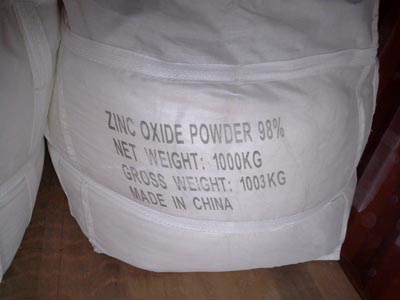 ZINC OXIDE POWDER 98%
NET WEIGHT: 1000KG
GROSS WEIGHT: 1003KG
MADE IN CHINA